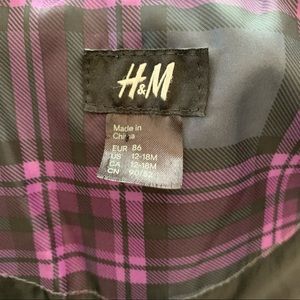 H&M
Made in
China
EUR 86
US 12-18M
CA 12-18M
CN 90/52